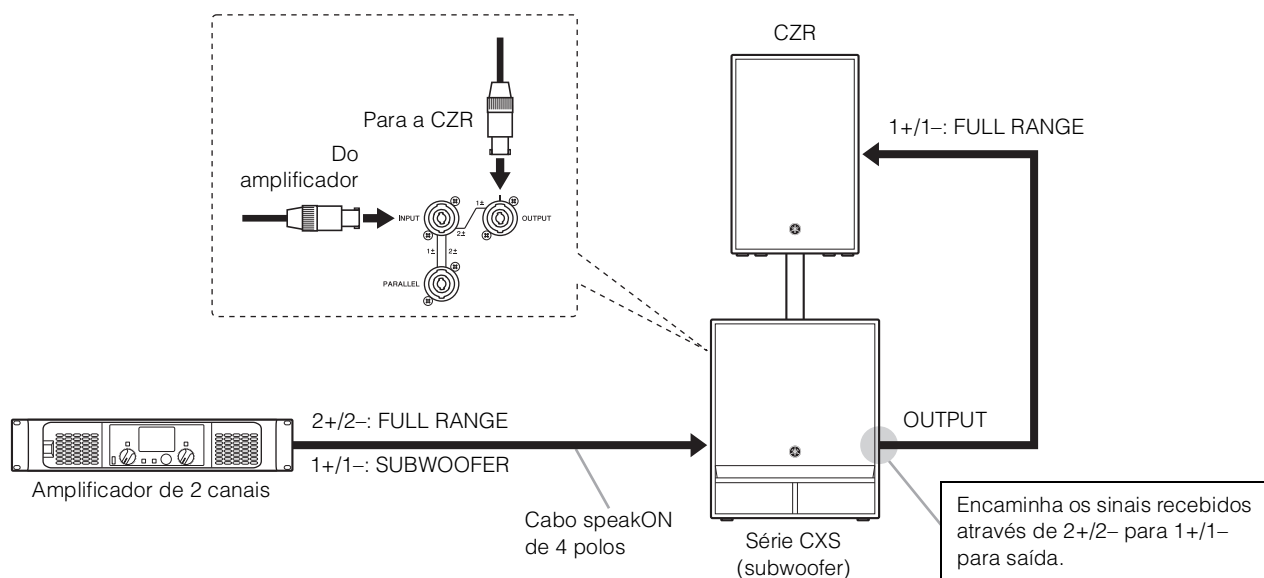 CZR
Para a CZR
1+/1–: FULL RANGE
Do
amplificador
INPUT
1±
2±
OUTPUT
1±
2±
PARALLEL
2+/2–: FULL RANGE
OUTPUT
1+/1–: SUBWOOFER
Amplificador de 2 canais
Cabo speakON
de 4 polos
Série CXS
(subwoofer)
Encaminha os sinais recebidos
através de 2+/2– para 1+/1–
para saída.